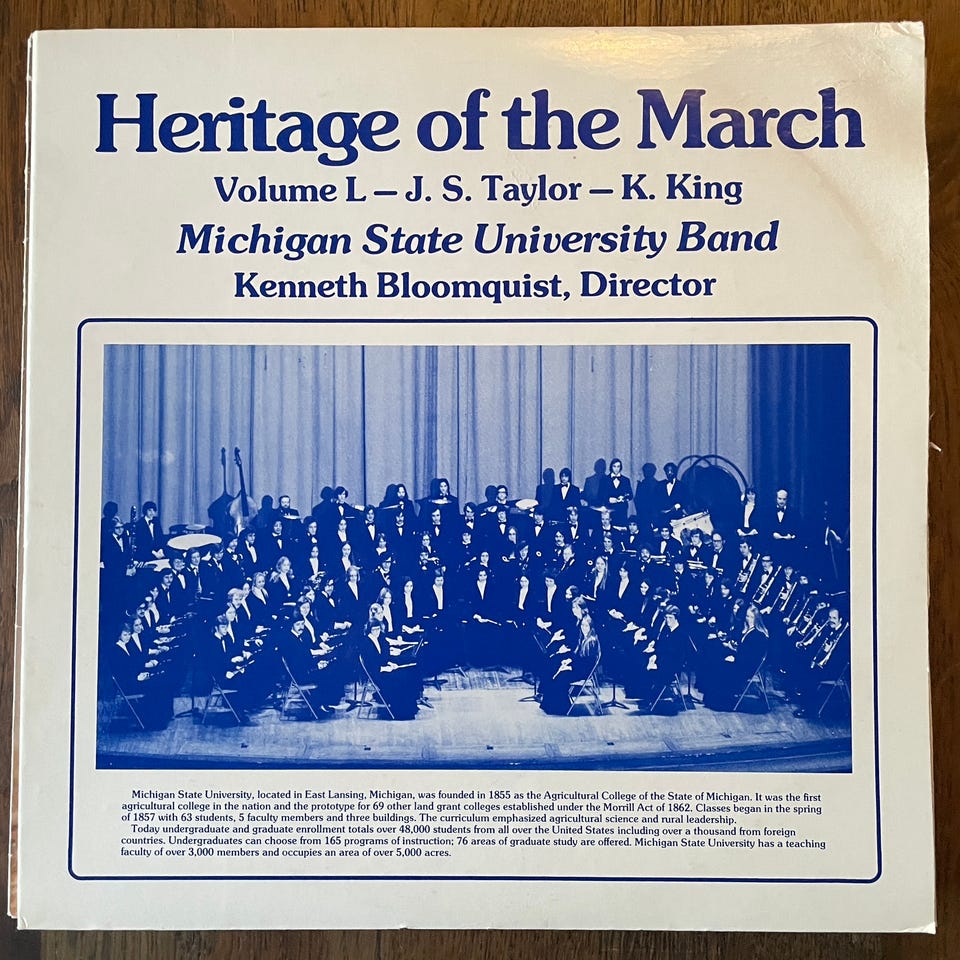 Heritage of the March
Volume L – J. S. Taylor – K. King
Michigan State University Band
Kenneth Bloomquist, Director
Michigan State University, located in East Lansing, Michigan, was founded in 1855 as the Agricultural College of the State of Michigan. It was the first
agricultural college in the nation and the prototype for 69 other land grant colleges established under the Morrill Act of 1862. Classes began in the spring
of 1857 with 63 students, 5 faculty members and three buildings. The curriculum emphasized agricultural science and rural leadership.
Today undergraduate and graduate enrollment totals over 48,000 students from all over the United States including over a thousand from foreign
countries. Undergraduates can choose from 165 programs of instruction; 76 areas of graduate study are offered. Michigan State University has a teaching
faculty of over 3,000 members and occupies an area of over 5,000 acres.